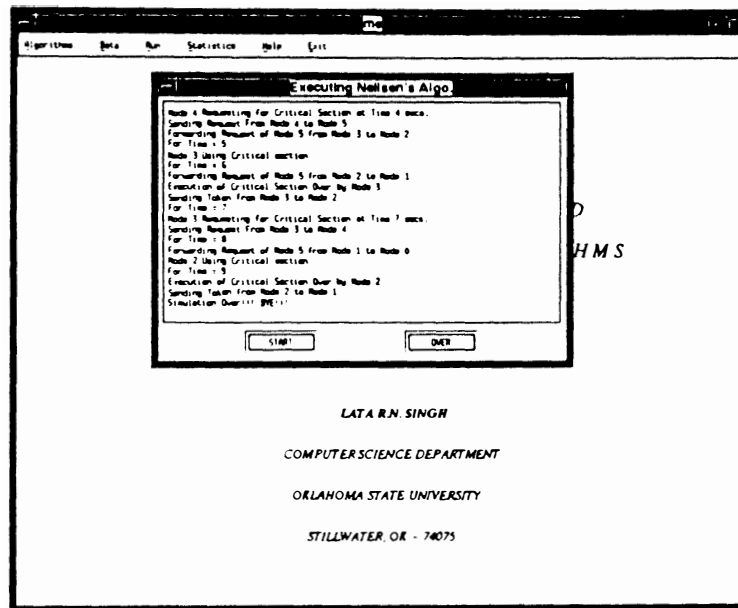 me
Algorithms Beta Run Statistics Help Exit
Executing Neilsen's Algo.
Node 4 Requesting for Critical Section at Time 4 secs.
Sending Request From Node 4 to Node 5
Forwarding Request of Node 5 From Node 3 to Node 2
For Time : 5
Node 3 Using Critical section
For Time : 6
Forwarding Request of Node 5 From Node 2 to Node 1
Execution of Critical Section Over by Node 3
Sending Token From Node 3 to Node 2
For Time : 7
Node 3 Requesting for Critical Section at Time 7 secs.
Sending Request From Node 3 to Node 4
For Time : 8
Forwarding Request of Node 5 From Node 1 to Node 6
Node 2 Using Critical section
For Time : 9
Execution of Critical Section Over by Node 2
Sending Token From Node 2 to Node 1
Simulation Over!!! BYE!!!
START OVER
D
HMS
LATA R.N. SINGH
COMPUTER SCIENCE DEPARTMENT
ORLAHOMA STATE UNIVERSITY
STILLWATER, OK - 74075